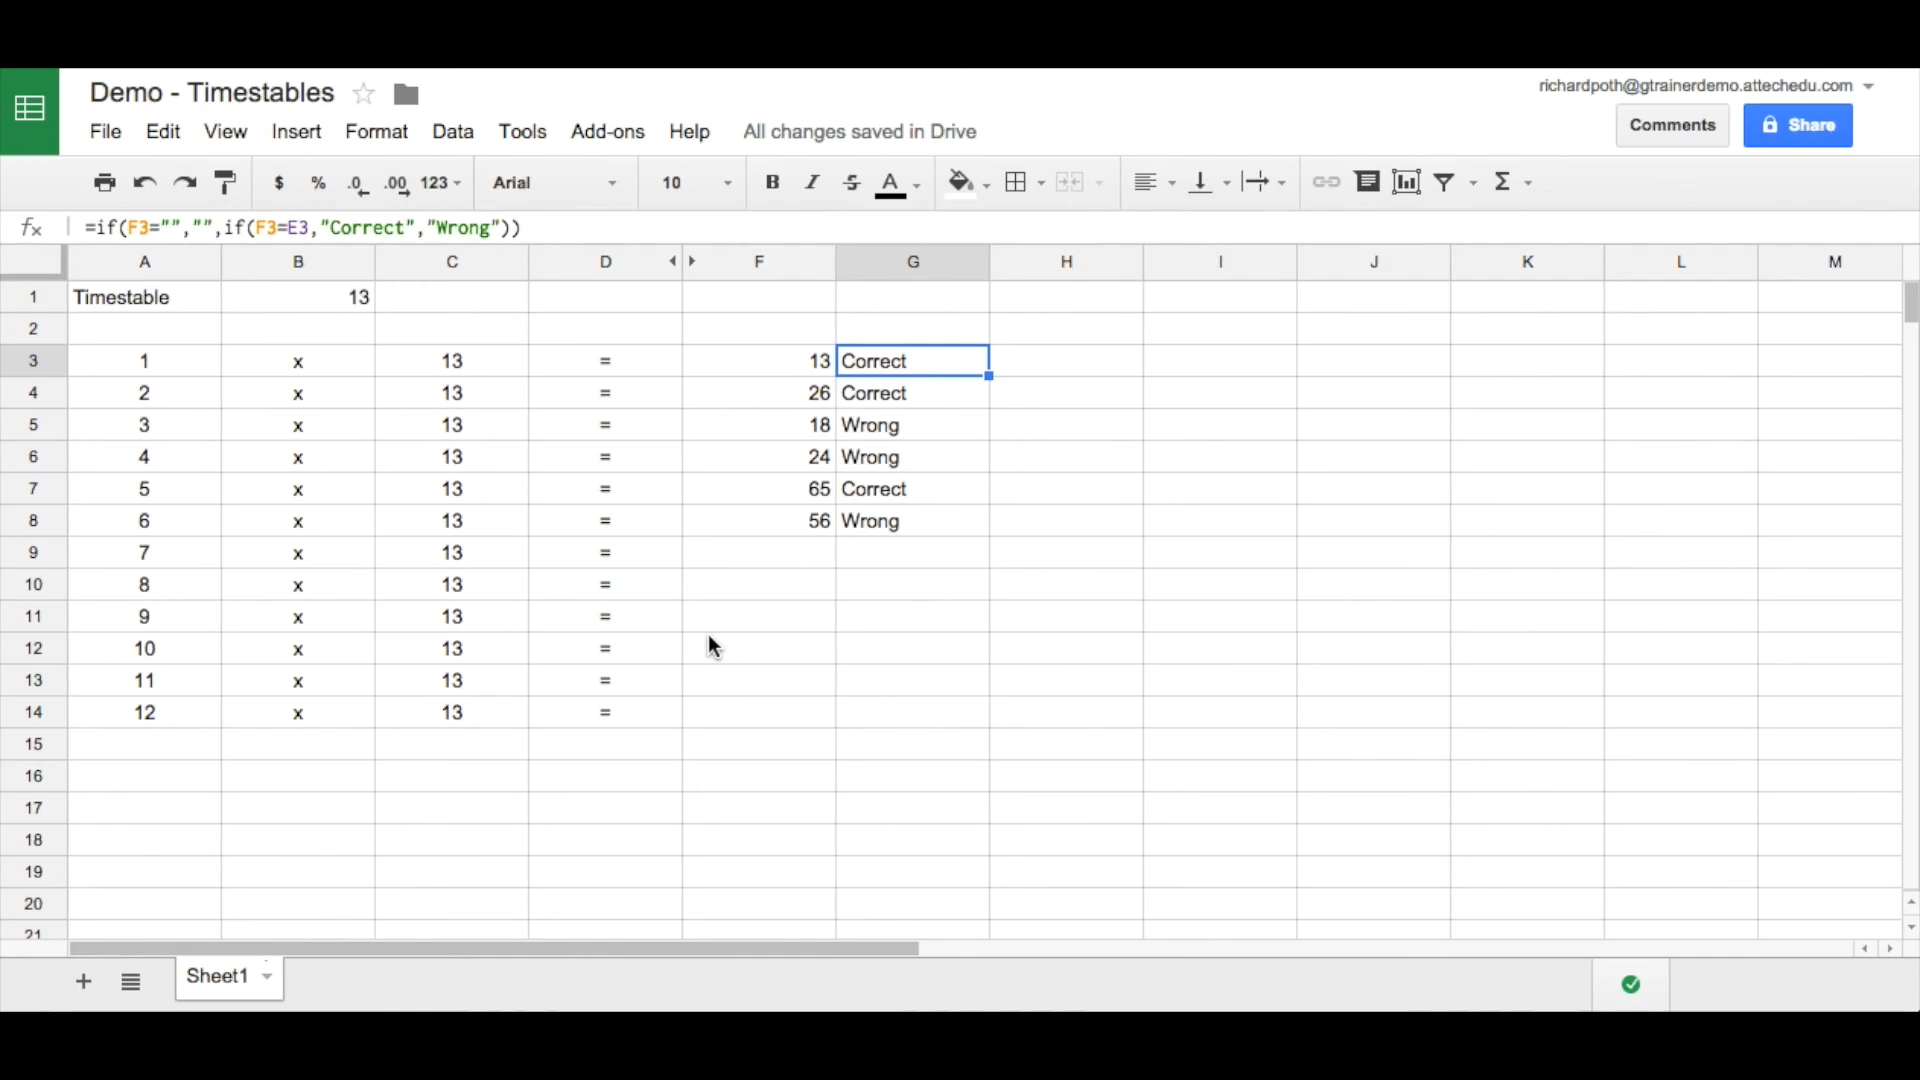 Demo - Timestables
richardpoth@gtrainerdemo.attechedu.com
File Edit View Insert Format Data Tools Add-ons Help All changes saved in Drive
Comments Share
$ % .0 .00 123 Arial 10 B I S A Σ
fx =if(F3="","",if(F3=E3,"Correct","Wrong"))
A B C D F G H I J K L M
1 Timestable 13
2
3 1 x 13 = 13 Correct
4 2 x 13 = 26 Correct
5 3 x 13 = 18 Wrong
6 4 x 13 = 24 Wrong
7 5 x 13 = 65 Correct
8 6 x 13 = 56 Wrong
9 7 x 13 =
10 8 x 13 =
11 9 x 13 =
12 10 x 13 =
13 11 x 13 =
14 12 x 13 =
15
16
17
18
19
20
21
Sheet1